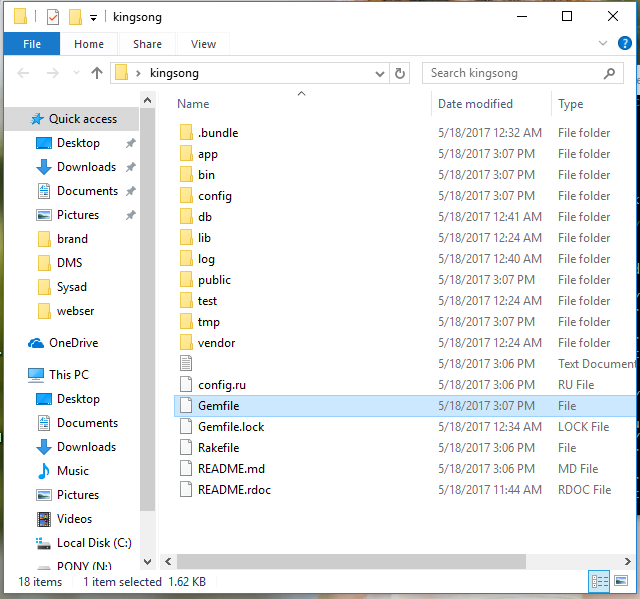 kingsong
File Home Share View
kingsong Search kingsong
Name Date modified Type
Quick access
Desktop
Downloads
Documents
Pictures
brand
DMS
Sysad
webser
OneDrive
This PC
Desktop
Documents
Downloads
Music
Pictures
Videos
Local Disk (C:)
PONY (N:)
.bundle 5/18/2017 12:32 AM File folder
app 5/18/2017 3:07 PM File folder
bin 5/18/2017 3:07 PM File folder
config 5/18/2017 3:07 PM File folder
db 5/18/2017 12:41 AM File folder
lib 5/18/2017 12:24 AM File folder
log 5/18/2017 12:40 AM File folder
public 5/18/2017 3:07 PM File folder
test 5/18/2017 12:24 AM File folder
tmp 5/18/2017 3:07 PM File folder
vendor 5/18/2017 12:24 AM File folder
5/18/2017 3:06 PM Text Document
config.ru 5/18/2017 3:06 PM RU File
Gemfile 5/18/2017 3:07 PM File
Gemfile.lock 5/18/2017 12:34 AM LOCK File
Rakefile 5/18/2017 3:06 PM File
README.md 5/18/2017 3:06 PM MD File
README.rdoc 5/18/2017 11:44 AM RDOC File
18 items 1 item selected 1.62 KB